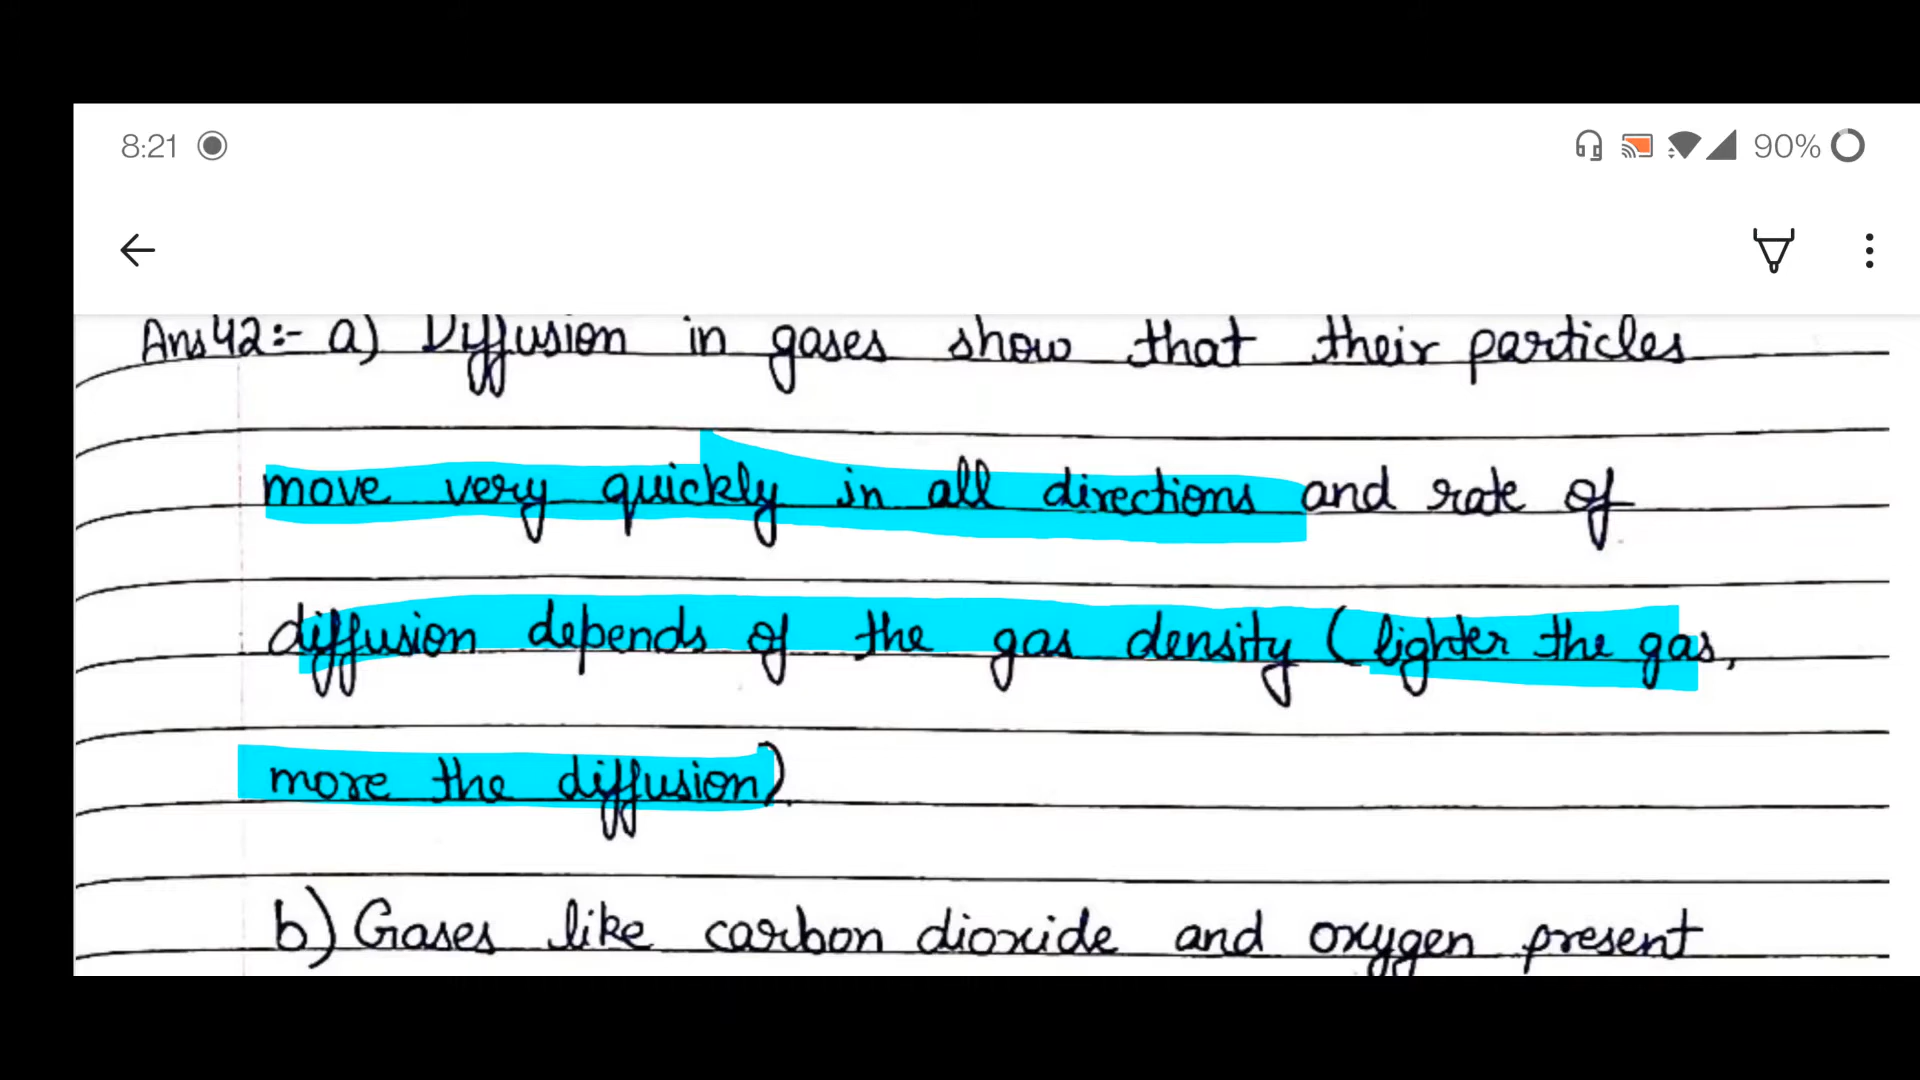 8:21 90%
Ans42:- a) Diffusion in gases show that their particles
move very quickly in all directions and rate of
diffusion depends of the gas density (lighter the gas,
more the diffusion).
b) Gases like carbon dioxide and oxygen present